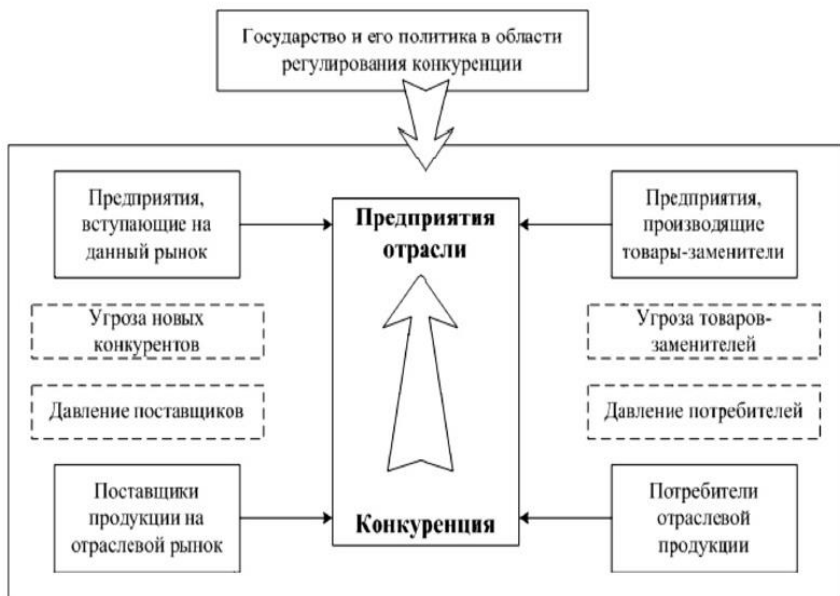 Государство и его политика в области
регулирования конкуренции
Предприятия,
вступающие на
данный рынок
Предприятия
отрасли
Предприятия,
производящие
товары-заменители
Угроза новых
конкурентов
Угроза товаров-
заменителей
Давление поставщиков
Давление потребителей
Поставщики
продукции на
отраслевой рынок
Конкуренция
Потребители
отраслевой
продукции